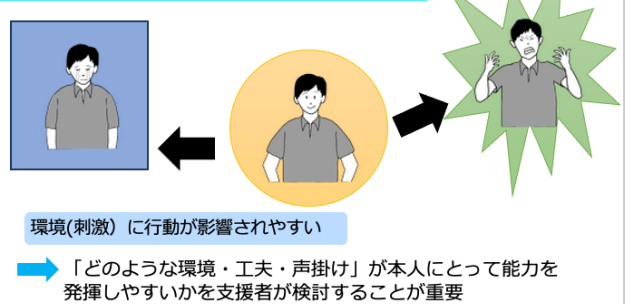 環境(刺激）に行動が影響されやすい
「どのような環境・工夫・声掛け」が本人にとって能力を
発揮しやすいかを支援者が検討することが重要